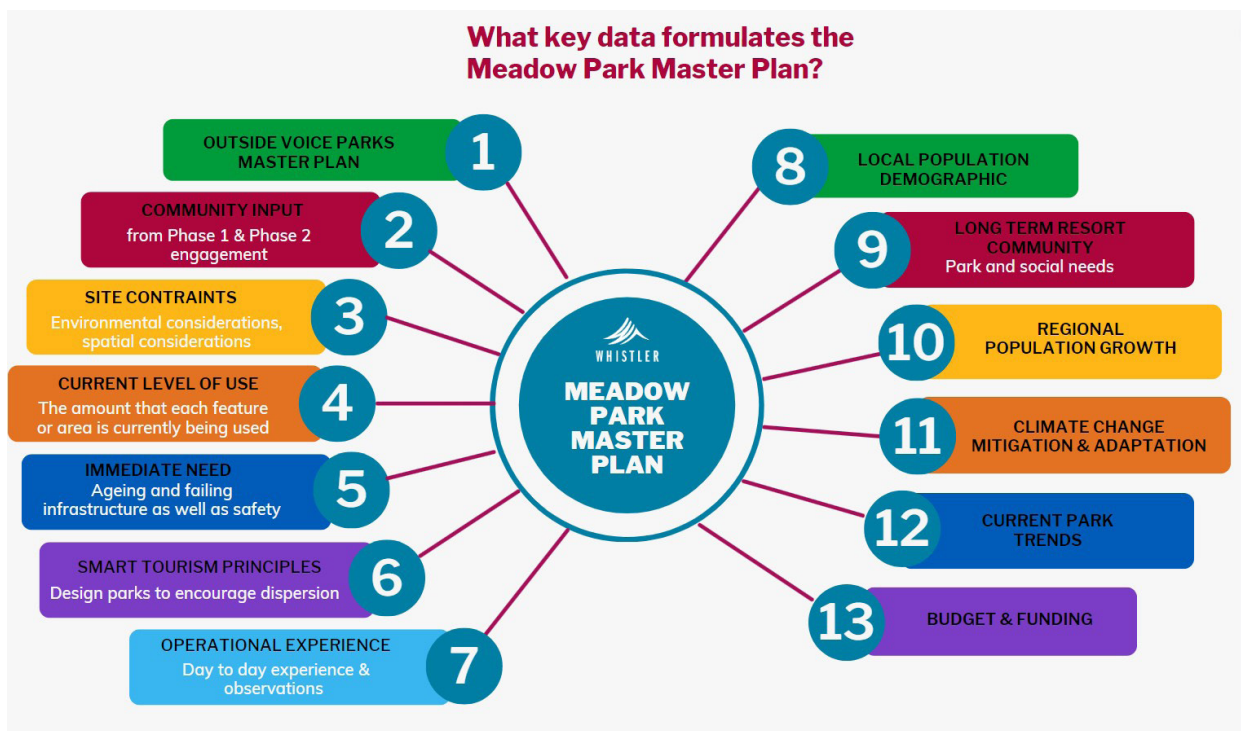 What key data formulates the
Meadow Park Master Plan?
1
OUTSIDE VOICE PARKS
MASTER PLAN
2
COMMUNITY INPUT
from Phase 1 & Phase 2
engagement
3
SITE CONTRAINTS
Environmental considerations,
spatial considerations
4
CURRENT LEVEL OF USE
The amount that each feature
or area is currently being used
5
IMMEDIATE NEED
Ageing and failing
infrastructure as well as safety
6
SMART TOURISM PRINCIPLES
Design parks to encourage dispersion
7
OPERATIONAL EXPERIENCE
Day to day experience &
observations
WHISTLER
MEADOW
PARK
MASTER
PLAN
8
LOCAL POPULATION
DEMOGRAPHIC
9
LONG TERM RESORT
COMMUNITY
Park and social needs
10
REGIONAL
POPULATION GROWTH
11
CLIMATE CHANGE
MITIGATION & ADAPTATION
12
CURRENT PARK
TRENDS
13
BUDGET & FUNDING